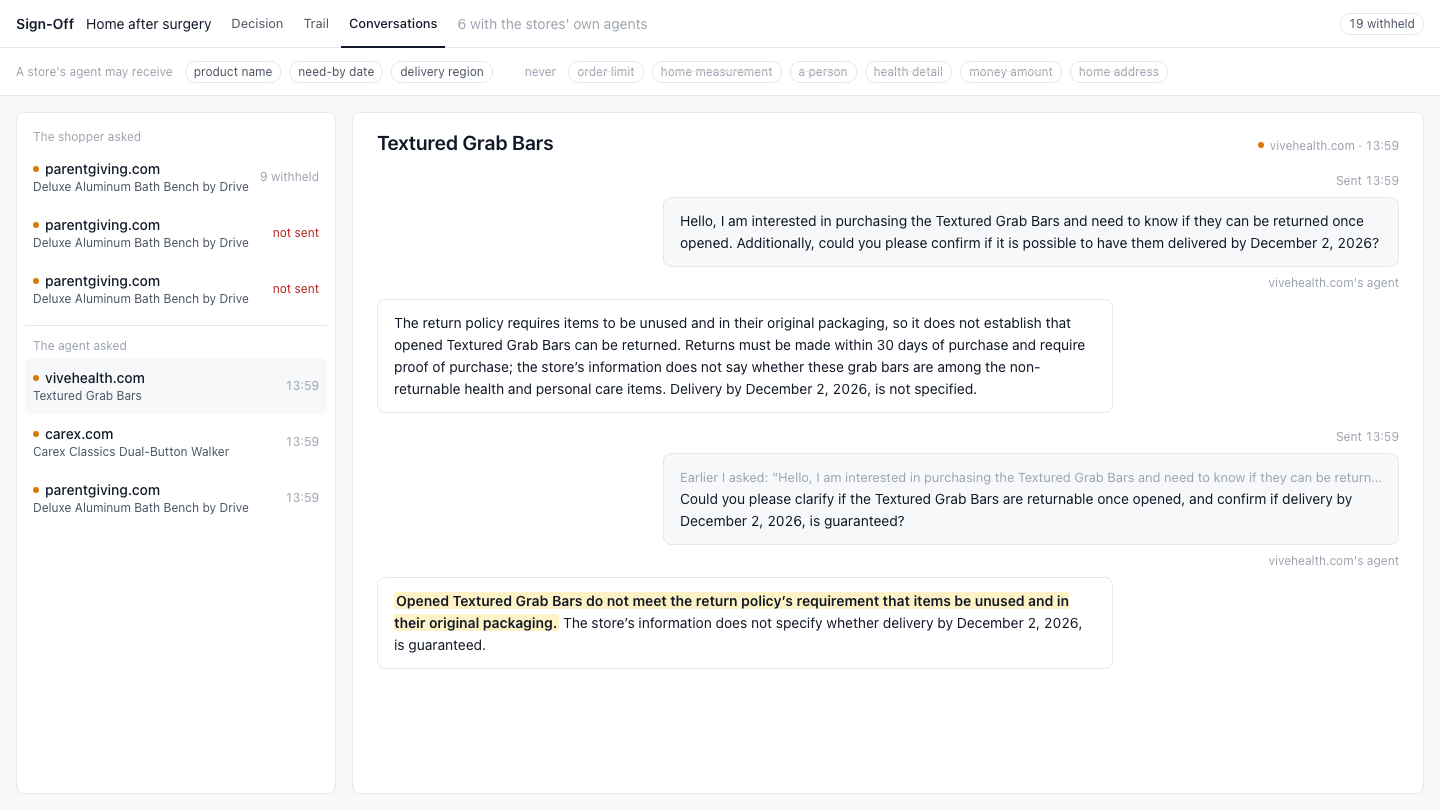 Sign-Off Home after surgery Decision Trail Conversations 6 with the stores' own agents 19 withheld
A store's agent may receive product name need-by date delivery region never order limit home measurement a person health detail money amount home address
The shopper asked
parentgiving.com
Deluxe Aluminum Bath Bench by Drive
9 withheld
parentgiving.com
Deluxe Aluminum Bath Bench by Drive
not sent
parentgiving.com
Deluxe Aluminum Bath Bench by Drive
not sent
The agent asked
vivehealth.com
Textured Grab Bars
13:59
carex.com
Carex Classics Dual-Button Walker
13:59
parentgiving.com
Deluxe Aluminum Bath Bench by Drive
13:59
Textured Grab Bars
vivehealth.com · 13:59
Sent 13:59
Hello, I am interested in purchasing the Textured Grab Bars and need to know if they can be returned once
opened. Additionally, could you please confirm if it is possible to have them delivered by December 2, 2026?
vivehealth.com's agent
The return policy requires items to be unused and in their original packaging, so it does not establish that
opened Textured Grab Bars can be returned. Returns must be made within 30 days of purchase and require
proof of purchase; the store’s information does not say whether these grab bars are among the non-
returnable health and personal care items. Delivery by December 2, 2026, is not specified.
Sent 13:59
Earlier I asked: "Hello, I am interested in purchasing the Textured Grab Bars and need to know if they can be return...
Could you please clarify if the Textured Grab Bars are returnable once opened, and confirm if delivery by
December 2, 2026, is guaranteed?
vivehealth.com's agent
Opened Textured Grab Bars do not meet the return policy’s requirement that items be unused and in
their original packaging. The store’s information does not specify whether delivery by December 2, 2026,
is guaranteed.